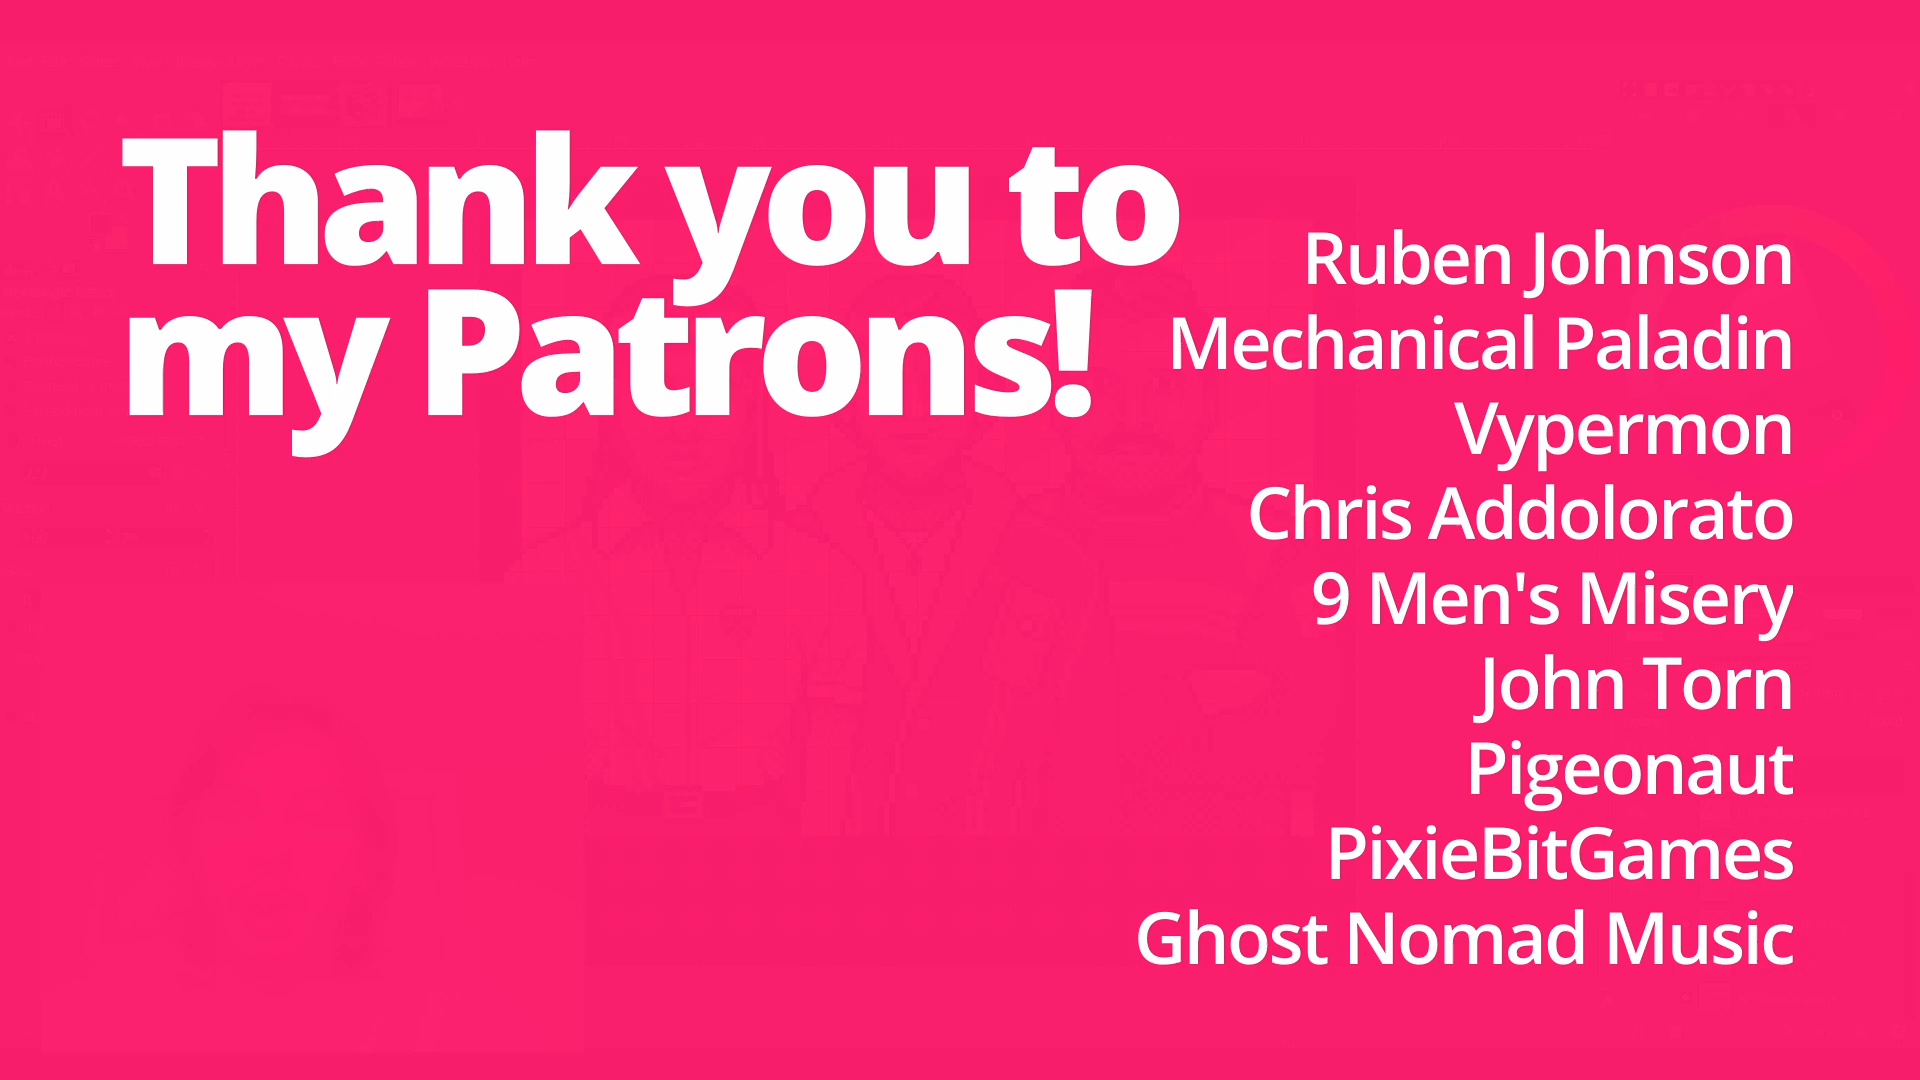 Thank you to
my Patrons!
Ruben Johnson
Mechanical Paladin
Vypermon
Chris Addolorato
9 Men's Misery
John Torn
Pigeonaut
PixieBitGames
Ghost Nomad Music